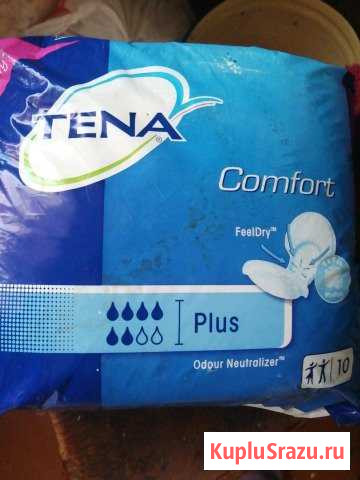 TENA
®
Comfort
FeelDry™
Plus
Odour Neutralizer™
10
KupluSrazu.ru